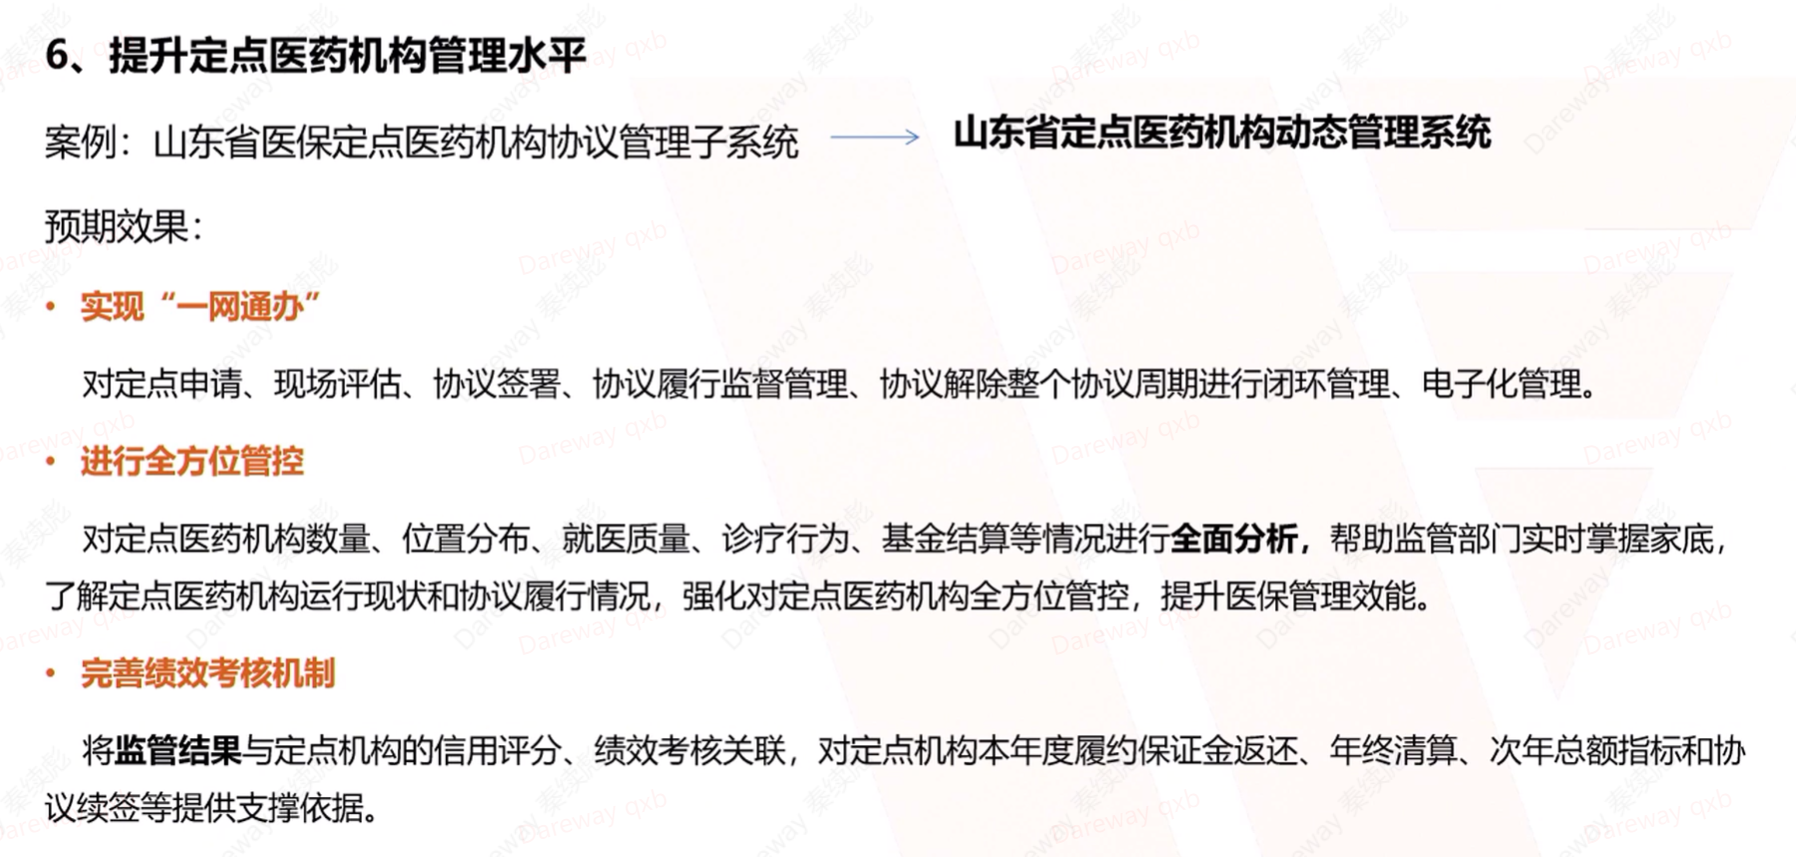 6、提升定点医药机构管理水平
案例：山东省医保定点医药机构协议管理子系统 → 山东省定点医药机构动态管理系统
预期效果：
• 实现“一网通办”
对定点申请、现场评估、协议签署、协议履行监督管理、协议解除整个协议周期进行闭环管理、电子化管理。
• 进行全方位管控
对定点医药机构数量、位置分布、就医质量、诊疗行为、基金结算等情况进行全面分析，帮助监管部门实时掌握家底，
了解定点医药机构运行现状和协议履行情况，强化对定点医药机构全方位管控，提升医保管理效能。
• 完善绩效考核机制
将监管结果与定点机构的信用评分、绩效考核关联，对定点机构本年度履约保证金返还、年终清算、次年总额指标和协
议续签等提供支撑依据。
Dareway qxb
Dareway 秦续彪